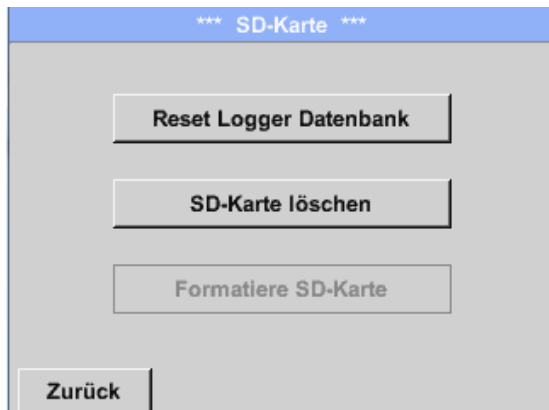 *** SD-Karte ***
Reset Logger Datenbank
SD-Karte löschen
Formatiere SD-Karte
Zurück